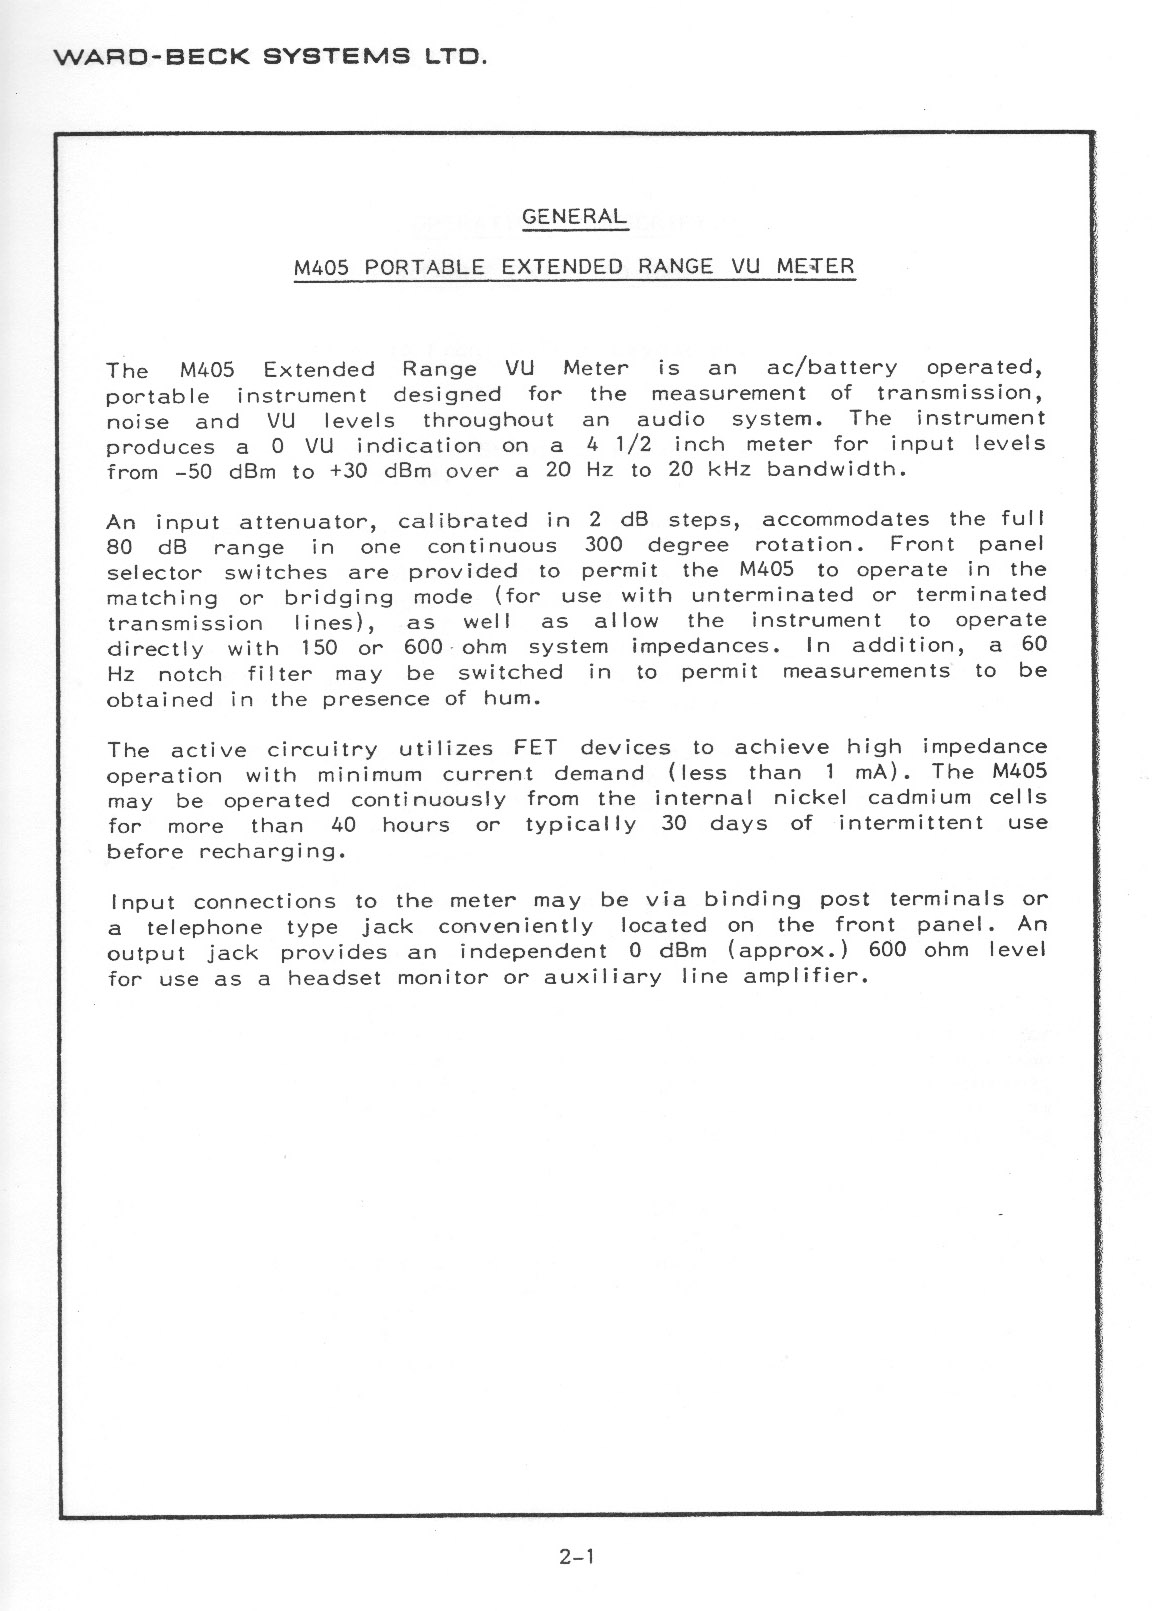 WARD-BECK SYSTEMS LTD.
GENERAL
M405 PORTABLE EXTENDED RANGE VU METER
The M405 Extended Range VU Meter is an ac/battery operated,
portable instrument designed for the measurement of transmission,
noise and VU levels throughout an audio system. The instrument
produces a 0 VU indication on a 4 1/2 inch meter for input levels
from -50 dBm to +30 dBm over a 20 Hz to 20 kHz bandwidth.
An input attenuator, calibrated in 2 dB steps, accommodates the full
80 dB range in one continuous 300 degree rotation. Front panel
selector switches are provided to permit the M405 to operate in the
matching or bridging mode (for use with unterminated or terminated
transmission lines), as well as allow the instrument to operate
directly with 150 or 600 ohm system impedances. In addition, a 60
Hz notch filter may be switched in to permit measurements to be
obtained in the presence of hum.
The active circuitry utilizes FET devices to achieve high impedance
operation with minimum current demand (less than 1 mA). The M405
may be operated continuously from the internal nickel cadmium cells
for more than 40 hours or typically 30 days of intermittent use
before recharging.
Input connections to the meter may be via binding post terminals or
a telephone type jack conveniently located on the front panel. An
output jack provides an independent 0 dBm (approx.) 600 ohm level
for use as a headset monitor or auxiliary line amplifier.
2-1